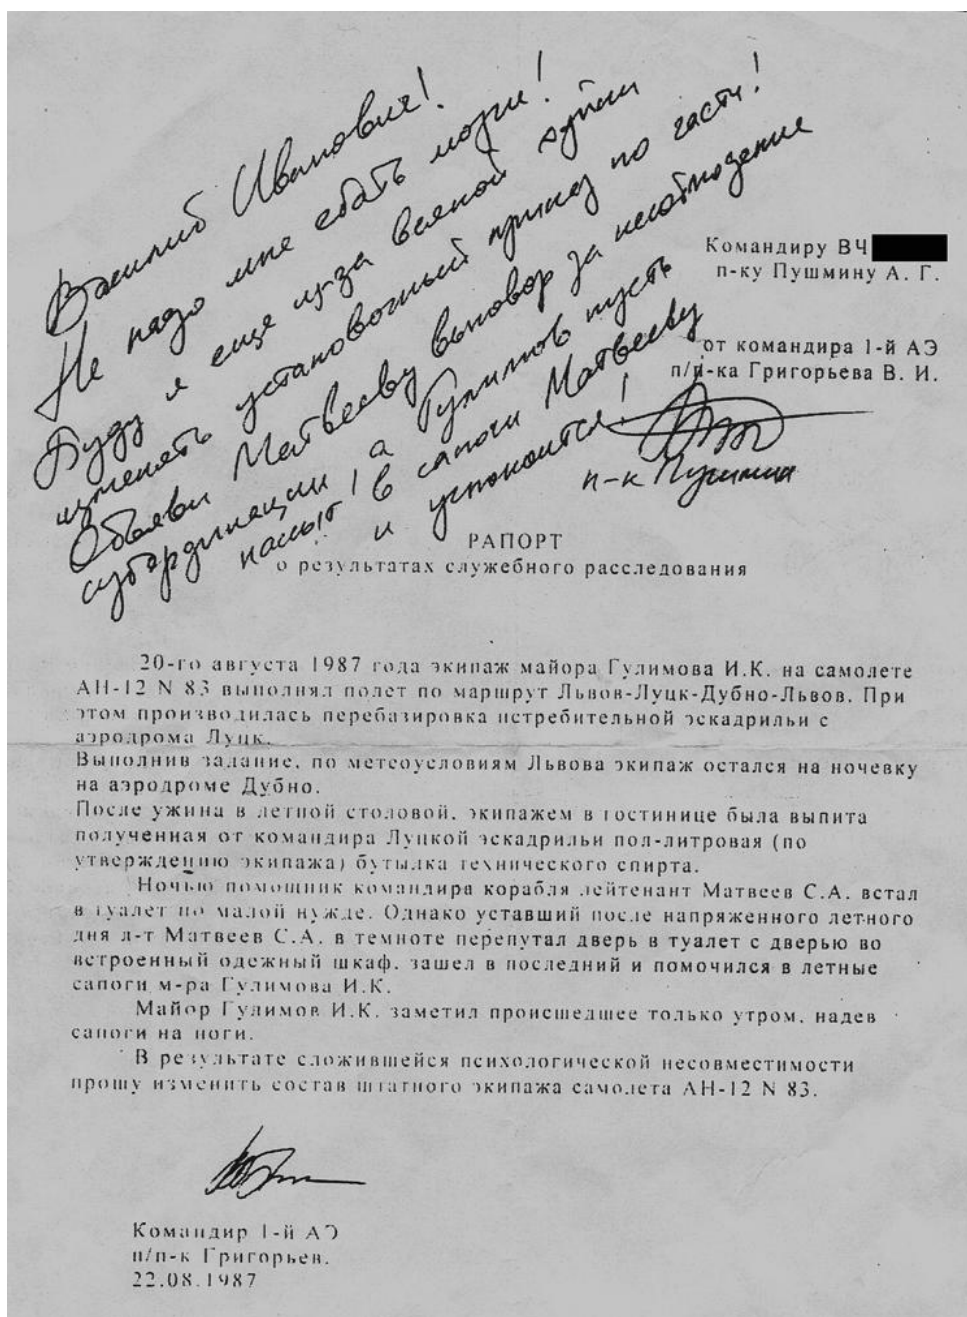 Василий Иванович!
Не надо мне ебать мозги!
Буду я еще из-за всякой хуйни
изменять установочный приказ по части!
Объяви Матвееву выговор за несоблюдение
субординации, а Гулимов пусть
нассыт в сапоги Матвееву
и успокоится!
п-к Пушмин
Командиру ВЧ
п-ку Пушмину А. Г.
от командира 1-й АЭ
п/п-ка Григорьева В. И.
РАПОРТ
о результатах служебного расследования
20-го августа 1987 года экипаж майора Гулимова И.К. на самолете
АН-12 N 83 выполнял полет по маршрут Львов-Луцк-Дубно-Львов. При
этом производилась перебазировка истребительной эскадрильи с
аэродрома Луцк.
Выполнив задание, по метеоусловиям Львова экипаж остался на ночевку
на аэродроме Дубно.
После ужина в летной столовой, экипажем в гостинице была выпита
полученная от командира Луцкой эскадрильи пол-литровая (по
утверждению экипажа) бутылка технического спирта.
Ночью помощник командира корабля лейтенант Матвеев С.А. встал
в туалет по малой нужде. Однако уставший после напряженного летного
дня л-т Матвеев С.А. в темноте перепутал дверь в туалет с дверью во
встроенный одежный шкаф, зашел в последний и помочился в летные
сапоги м-ра Гулимова И.К.
Майор Гулимов И.К. заметил происшедшее только утром, надев
сапоги на ноги.
В результате сложившейся психологической несовместимости
прошу изменить состав штатного экипажа самолета АН-12 N 83.
Командир 1-й АЭ
п/п-к Григорьев.
22.08.1987